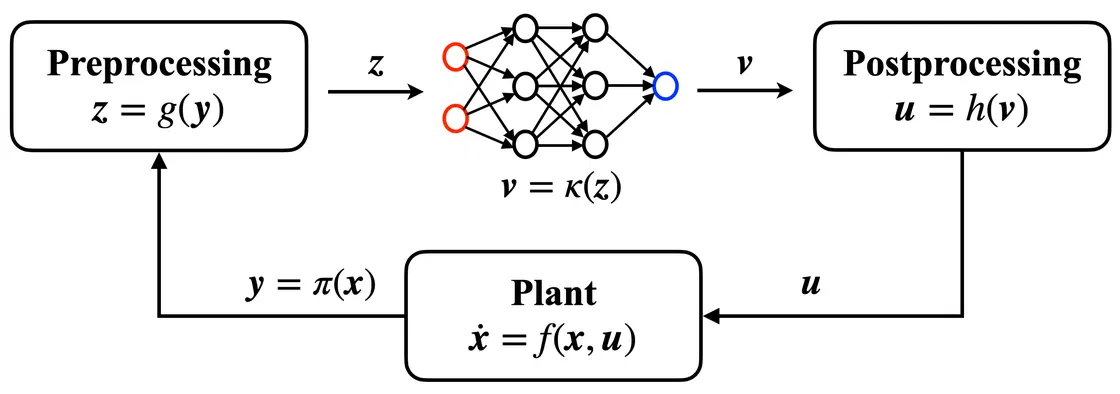 Preprocessing
z = g(y)
z
v = κ(z)
v
Postprocessing
u = h(v)
y = π(x)
Plant
ẋ = f(x, u)
u